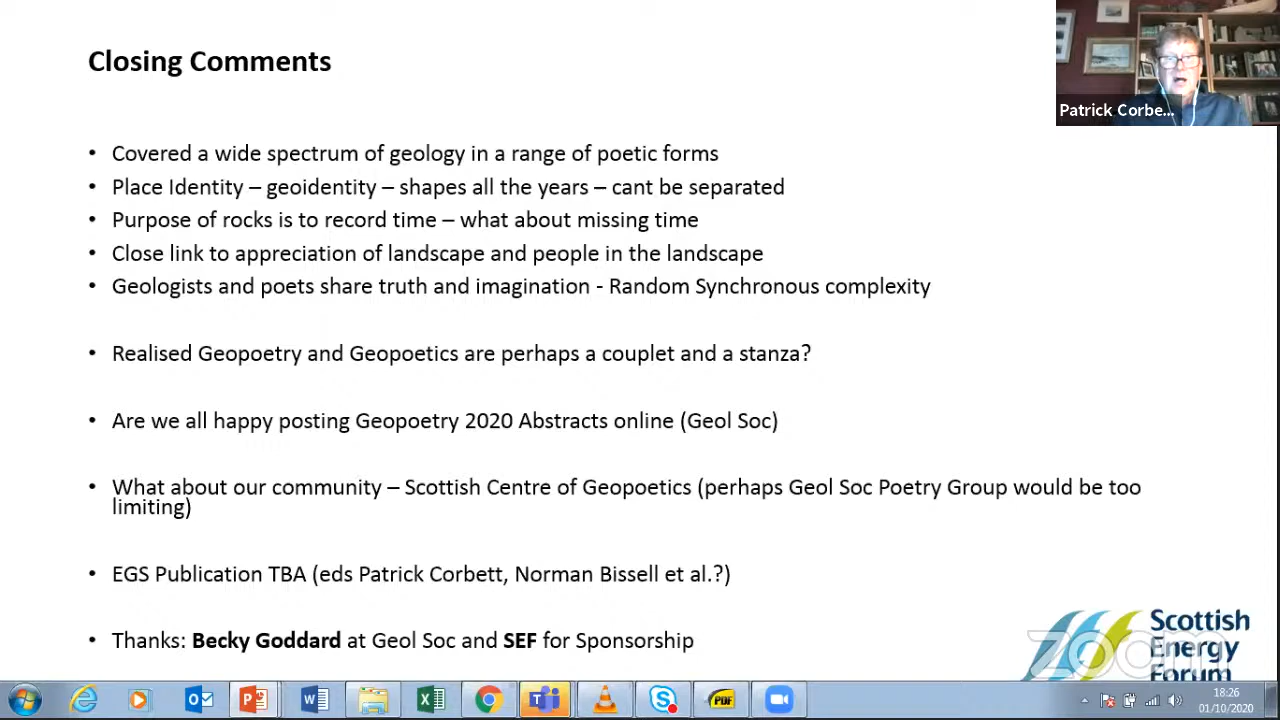 Closing Comments
Patrick Corbe...
• Covered a wide spectrum of geology in a range of poetic forms
• Place Identity – geoidentity – shapes all the years – cant be separated
• Purpose of rocks is to record time – what about missing time
• Close link to appreciation of landscape and people in the landscape
• Geologists and poets share truth and imagination - Random Synchronous complexity
• Realised Geopoetry and Geopoetics are perhaps a couplet and a stanza?
• Are we all happy posting Geopoetry 2020 Abstracts online (Geol Soc)
• What about our community – Scottish Centre of Geopoetics (perhaps Geol Soc Poetry Group would be too
limiting)
• EGS Publication TBA (eds Patrick Corbett, Norman Bissell et al.?)
• Thanks: Becky Goddard at Geol Soc and SEF for Sponsorship
Scottish
Energy
Forum
zoom
PDF
18:26
01/10/2020